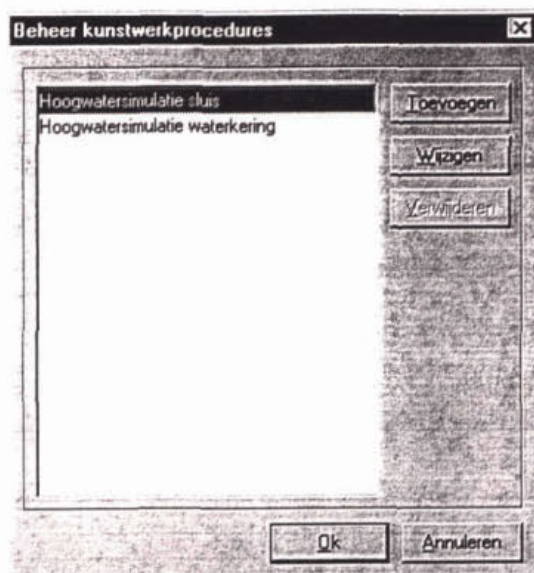 Beheer kunstwerkprocedures
Hoogwatersimulatie sluis
Hoogwatersimulatie waterkering
Toevoegen
Wijzigen
Verwijderen
Ok
Annuleren